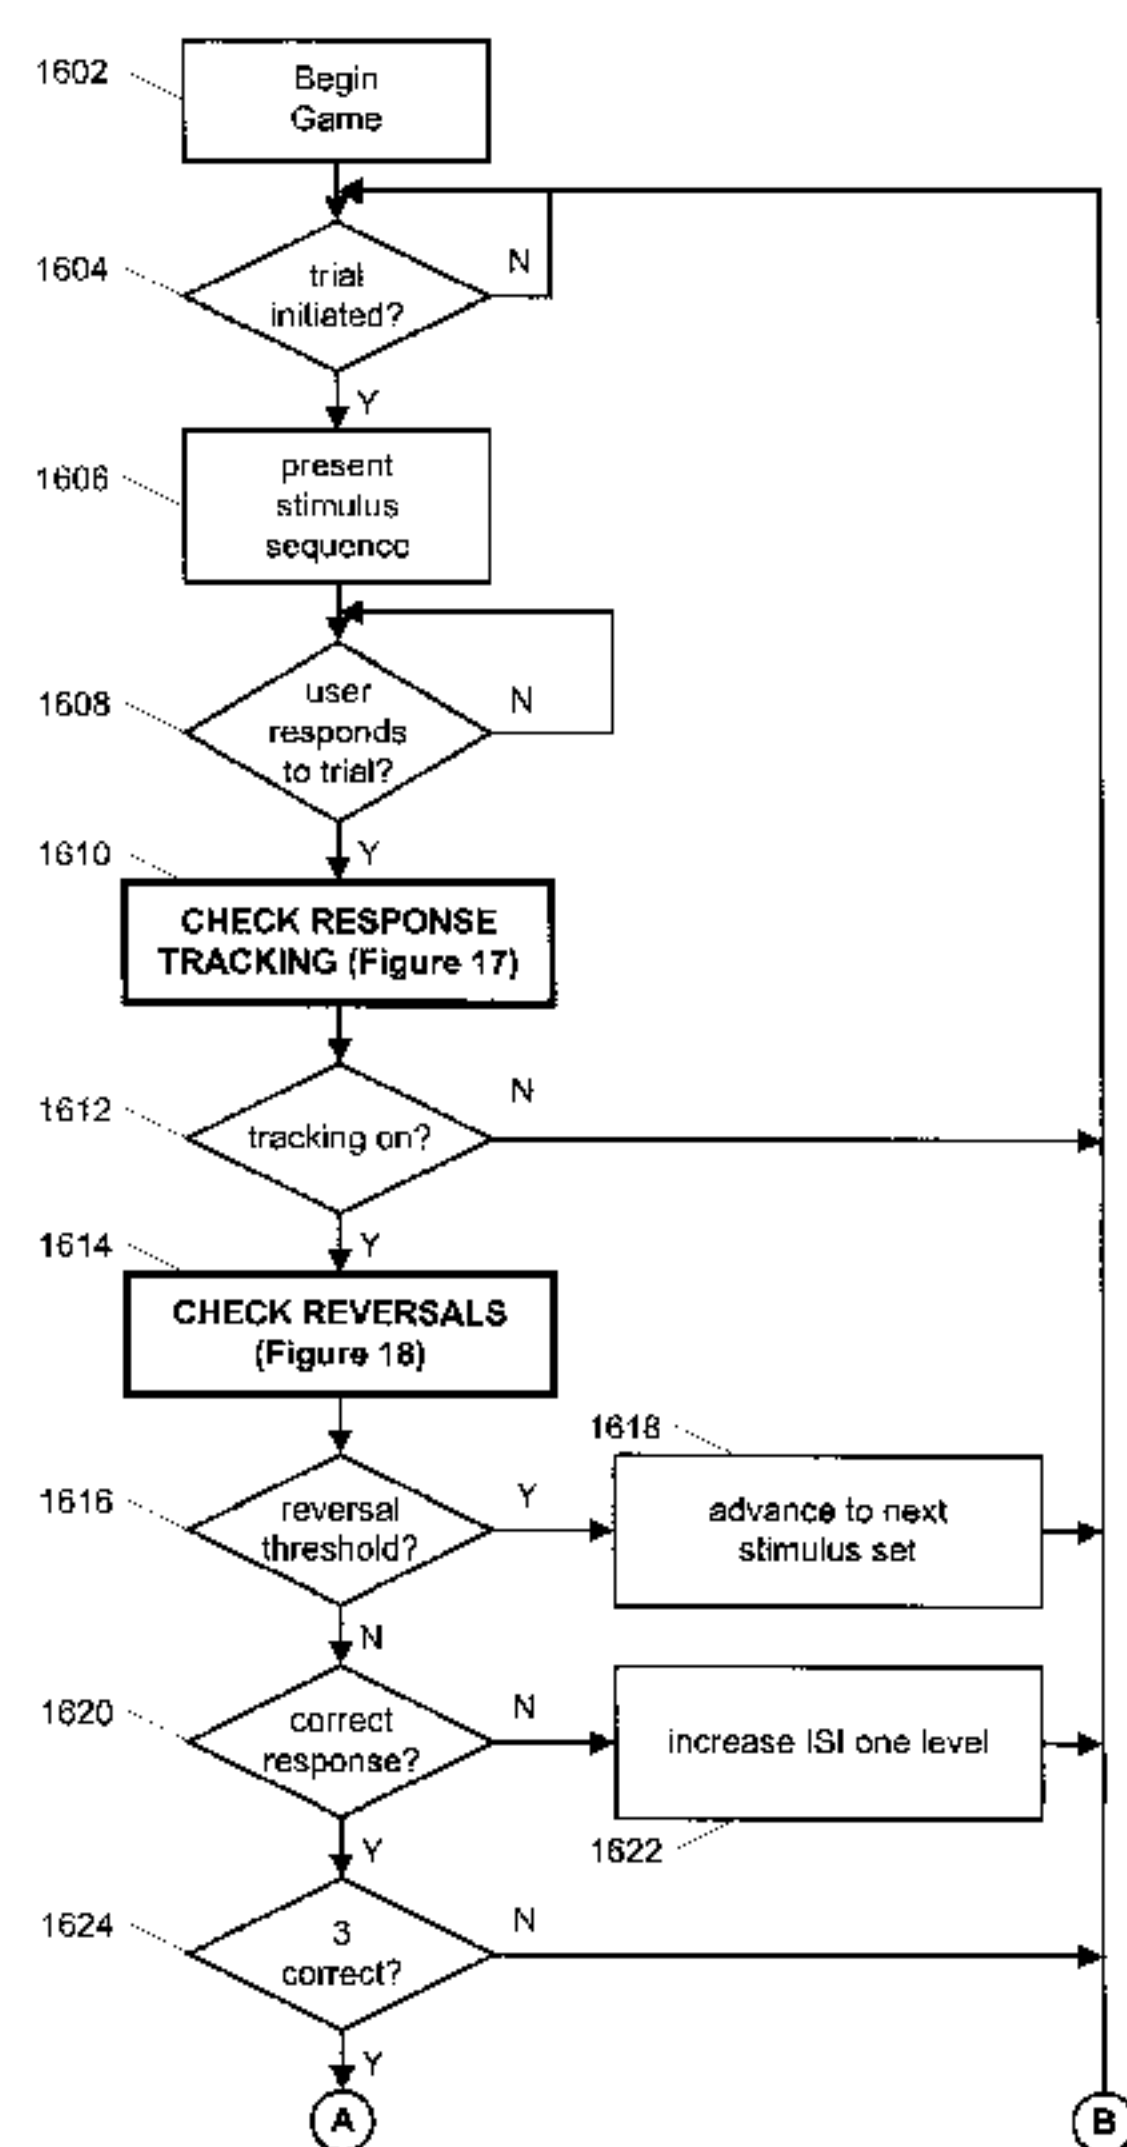 1602
Begin
Game
1604
trial
initiated?
N
Y
1606
present
stimulus
sequence
1608
user
responds
to trial?
N
Y
1610
CHECK RESPONSE
TRACKING (Figure 17)
1612
tracking on?
N
Y
1614
CHECK REVERSALS
(Figure 18)
1616
reversal
threshold?
Y
1618
advance to next
stimulus set
N
1620
correct
response?
N
increase ISI one level
1622
Y
1624
3
correct?
N
Y
A
B